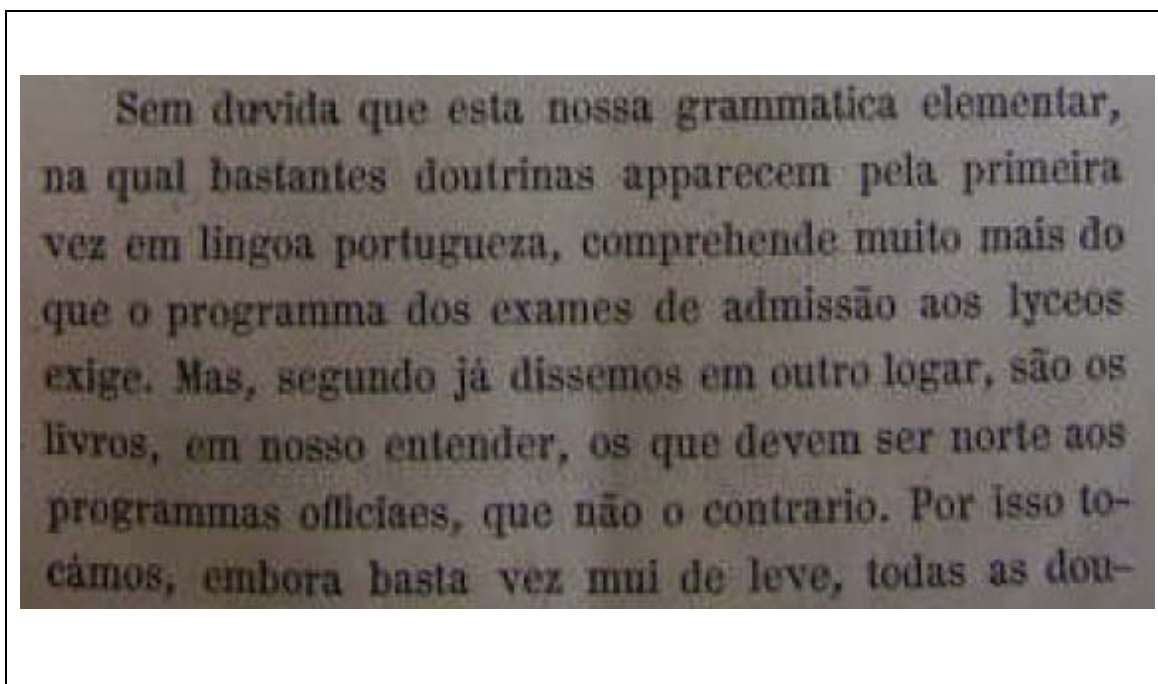 Sem duvida que esta nossa grammatica elementar,
na qual bastantes doutrinas apparecem pela primeira
vez em lingoa portugueza, comprehende muito mais do
que o programma dos exames de admissão aos lyceos
exige. Mas, segundo já dissemos em outro logar, são os
livros, em nosso entender, os que devem ser norte aos
programmas officiaes, que não o contrario. Por isso to-
cámos, embora basta vez mui de leve, todas as dou-